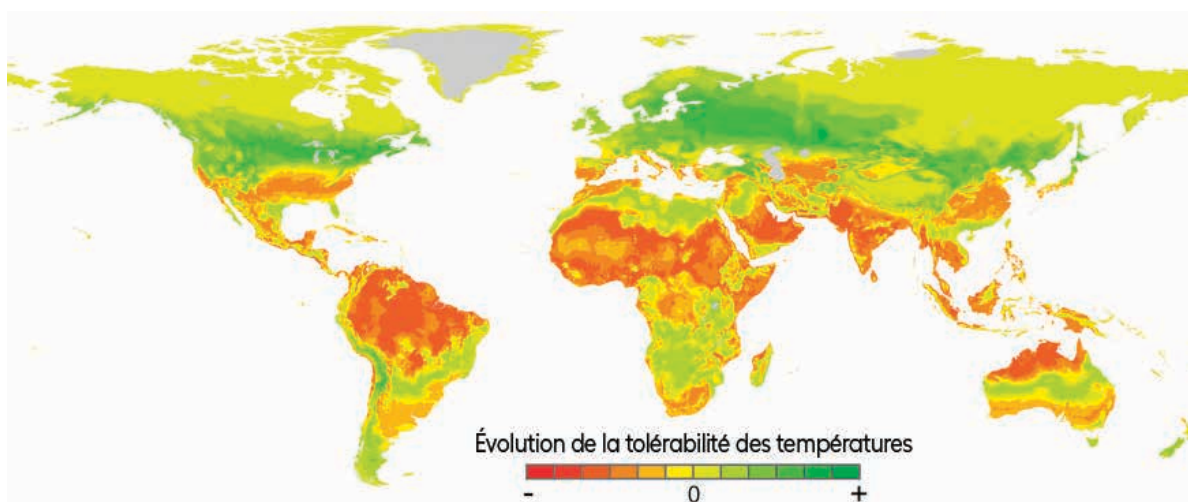 Évolution de la tolérabilité des températures
- 0 +